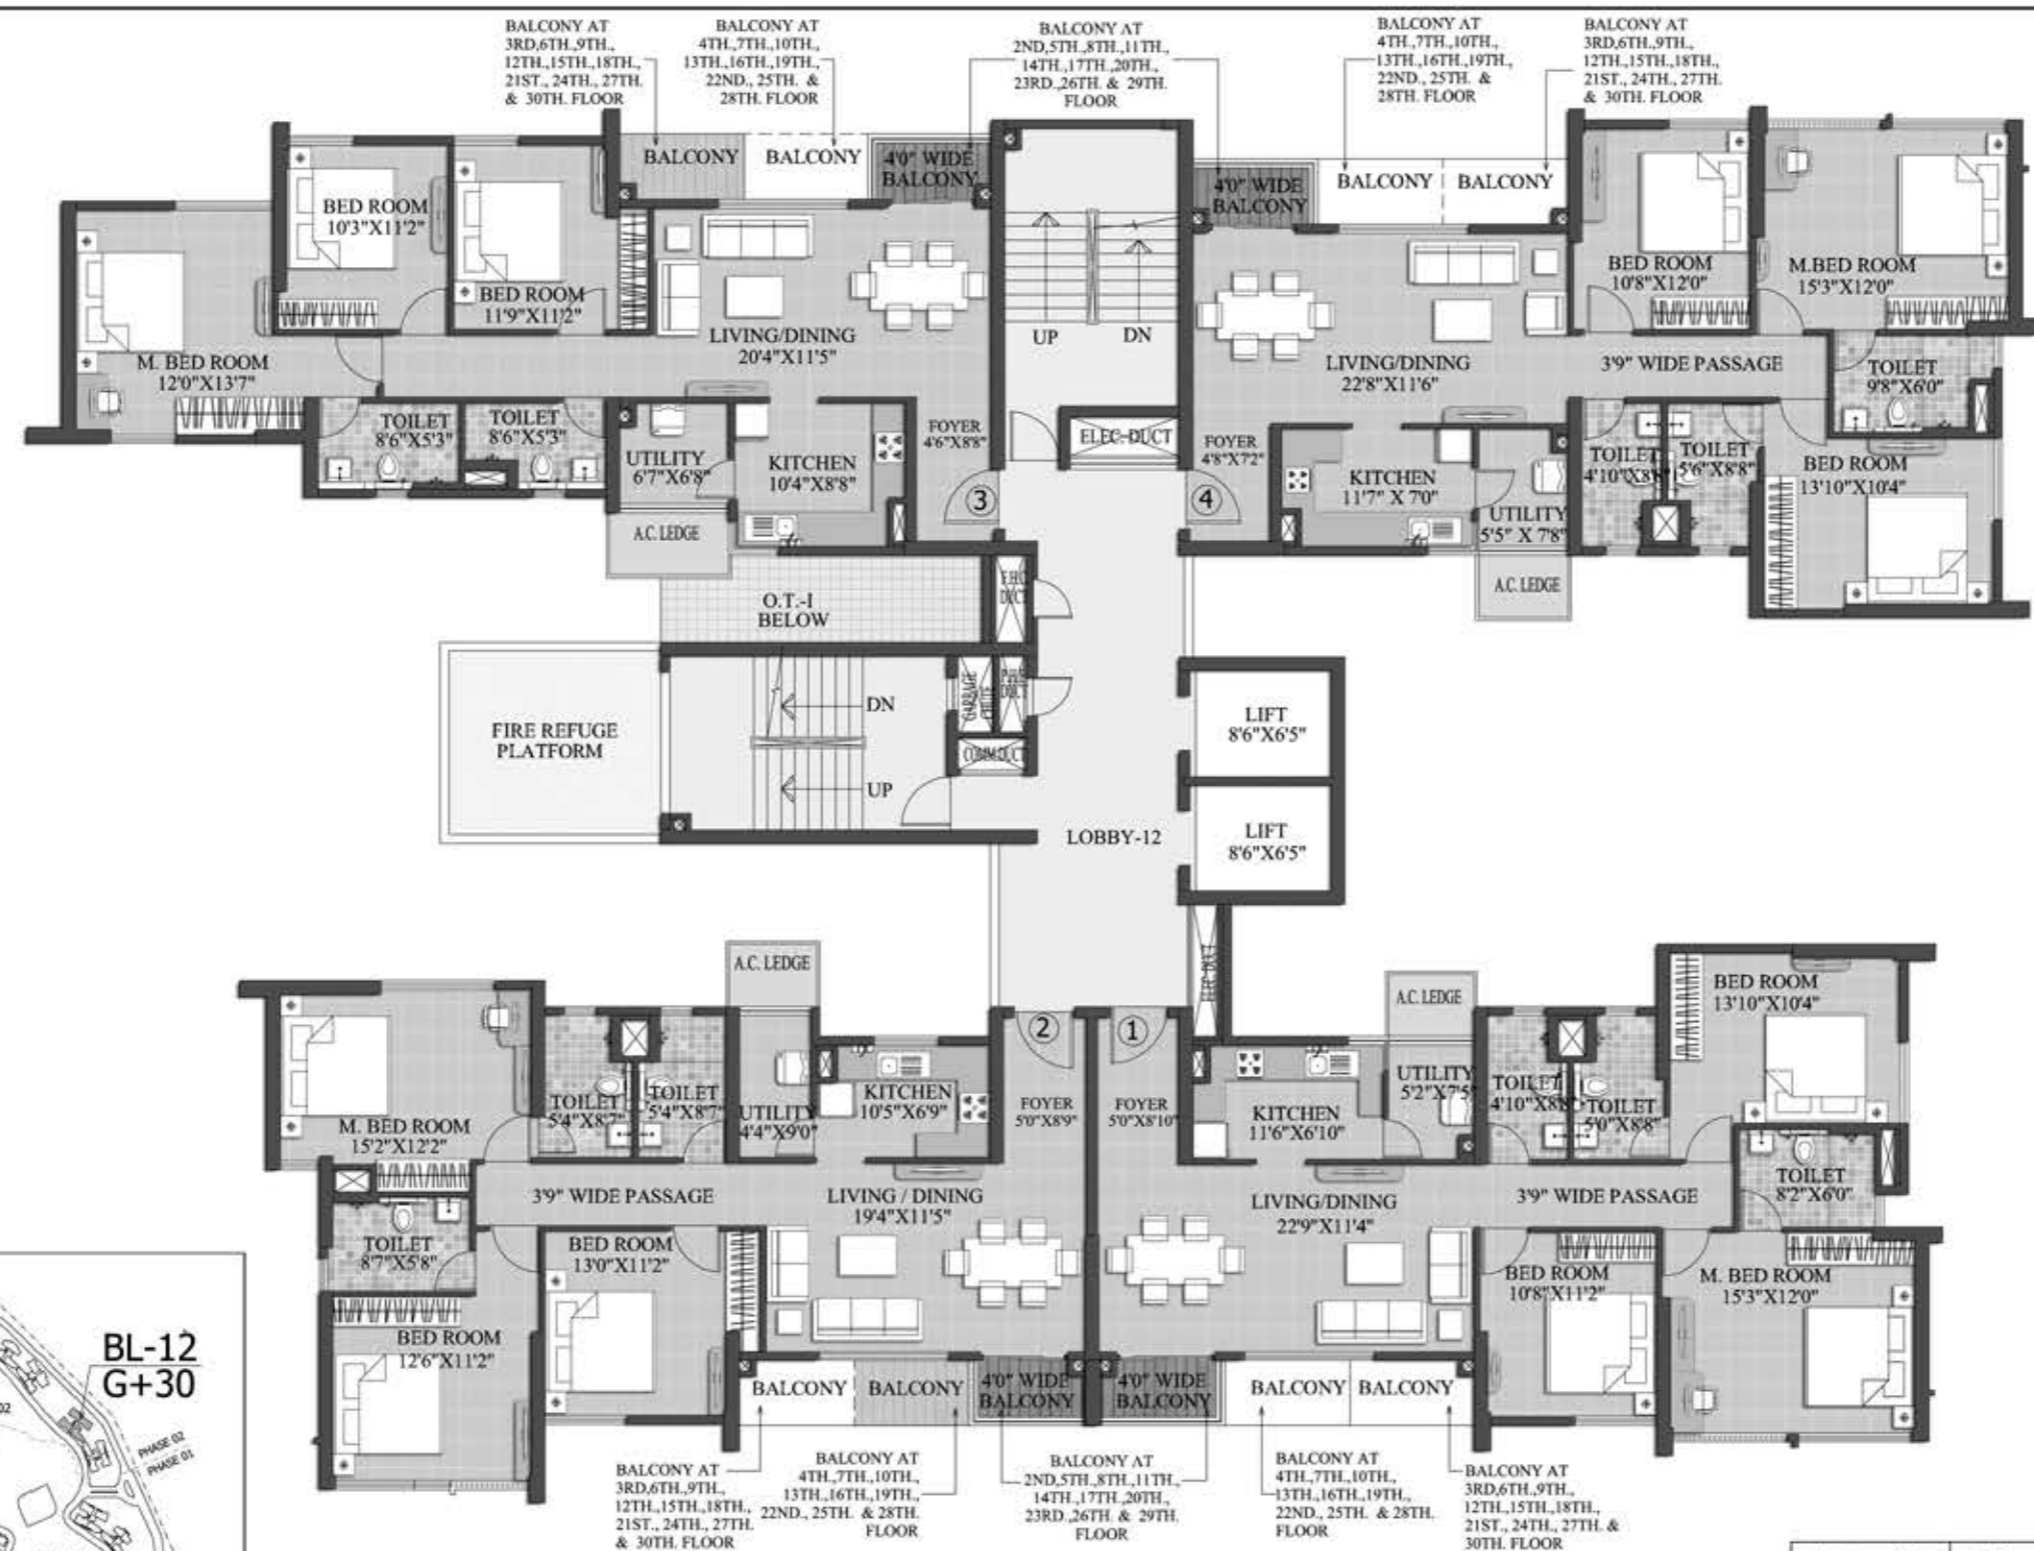 BALCONY AT
3RD,6TH.,9TH.,
12TH.,15TH.,18TH.,
21ST., 24TH., 27TH.
& 30TH. FLOOR
BALCONY AT
4TH.,7TH.,10TH.,
13TH.,16TH.,19TH.,
22ND., 25TH. &
28TH. FLOOR
BALCONY AT
2ND,5TH.,8TH.,11TH.,
14TH.,17TH.,20TH.,
23RD.,26TH. & 29TH.
FLOOR
BALCONY AT
4TH.,7TH.,10TH.,
13TH.,16TH.,19TH.,
22ND., 25TH. &
28TH. FLOOR
BALCONY AT
3RD,6TH.,9TH.,
12TH.,15TH.,18TH.,
21ST., 24TH., 27TH.
& 30TH. FLOOR
BALCONY
BALCONY
4'0" WIDE
BALCONY
4'0" WIDE
BALCONY
BALCONY
BALCONY
BED ROOM
10'3"X11'2"
BED ROOM
11'9"X11'2"
M. BED ROOM
12'0"X13'7"
LIVING/DINING
20'4"X11'5"
UP
DN
LIVING/DINING
22'8"X11'6"
BED ROOM
10'8"X12'0"
M.BED ROOM
15'3"X12'0"
3'9" WIDE PASSAGE
TOILET
9'8"X6'0"
TOILET
8'6"X5'3"
TOILET
8'6"X5'3"
UTILITY
6'7"X6'8"
KITCHEN
10'4"X8'8"
FOYER
4'6"X8'8"
ELEC.-DUCT
FOYER
4'8"X7'2"
KITCHEN
11'7" X 7'0"
UTILITY
5'5" X 7'8"
TOILET
TOILET
5'6"X8'8"
BED ROOM
13'10"X10'4"
3
4
A.C. LEDGE
A.C. LEDGE
O.T.-I
BELOW
DUCT
FIRE REFUGE
PLATFORM
DN
UP
GARBAGE
CHUTE
DUCT
COMM.DUCT
LIFT
8'6"X6'5"
LIFT
8'6"X6'5"
LOBBY-12
ELEC.DUCT
A.C. LEDGE
A.C. LEDGE
2
1
M. BED ROOM
15'2"X12'2"
TOILET
5'4"X8'7"
TOILET
5'4"X8'7"
UTILITY
4'4"X9'0"
KITCHEN
10'5"X6'9"
FOYER
5'0"X8'9"
FOYER
5'0"X8'10"
KITCHEN
11'6"X6'10"
UTILITY
5'2"X7'5"
TOILET
TOILET
5'0"X8'8"
BED ROOM
13'10"X10'4"
3'9" WIDE PASSAGE
LIVING / DINING
19'4"X11'5"
LIVING/DINING
22'9"X11'4"
3'9" WIDE PASSAGE
TOILET
8'2"X6'0"
TOILET
8'7"X5'8"
BED ROOM
13'0"X11'2"
BED ROOM
10'8"X11'2"
M. BED ROOM
15'3"X12'0"
BED ROOM
12'6"X11'2"
BALCONY
BALCONY
4'0" WIDE
BALCONY
4'0" WIDE
BALCONY
BALCONY
BALCONY
BALCONY AT
3RD,6TH.,9TH.,
12TH.,15TH.,18TH.,
21ST., 24TH., 27TH.
& 30TH. FLOOR
BALCONY AT
4TH.,7TH.,10TH.,
13TH.,16TH.,19TH.,
22ND., 25TH. & 28TH.
FLOOR
BALCONY AT
2ND,5TH.,8TH.,11TH.,
14TH.,17TH.,20TH.,
23RD.,26TH. & 29TH.
FLOOR
BALCONY AT
4TH.,7TH.,10TH.,
13TH.,16TH.,19TH.,
22ND., 25TH. & 28TH.
FLOOR
BALCONY AT
3RD,6TH.,9TH.,
12TH.,15TH.,18TH.,
21ST., 24TH., 27TH. &
30TH. FLOOR
BL-12
G+30
PHASE 02
PHASE 01